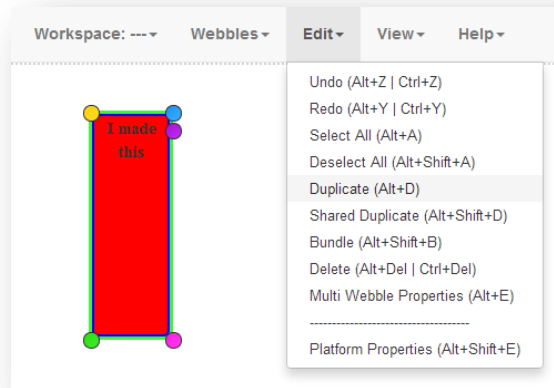 Workspace: --- Webbles Edit View Help
I made
this
Undo (Alt+Z | Ctrl+Z)
Redo (Alt+Y | Ctrl+Y)
Select All (Alt+A)
Deselect All (Alt+Shift+A)
Duplicate (Alt+D)
Shared Duplicate (Alt+Shift+D)
Bundle (Alt+Shift+B)
Delete (Alt+Del | Ctrl+Del)
Multi Webble Properties (Alt+E)
-----------------------------------
Platform Properties (Alt+Shift+E)